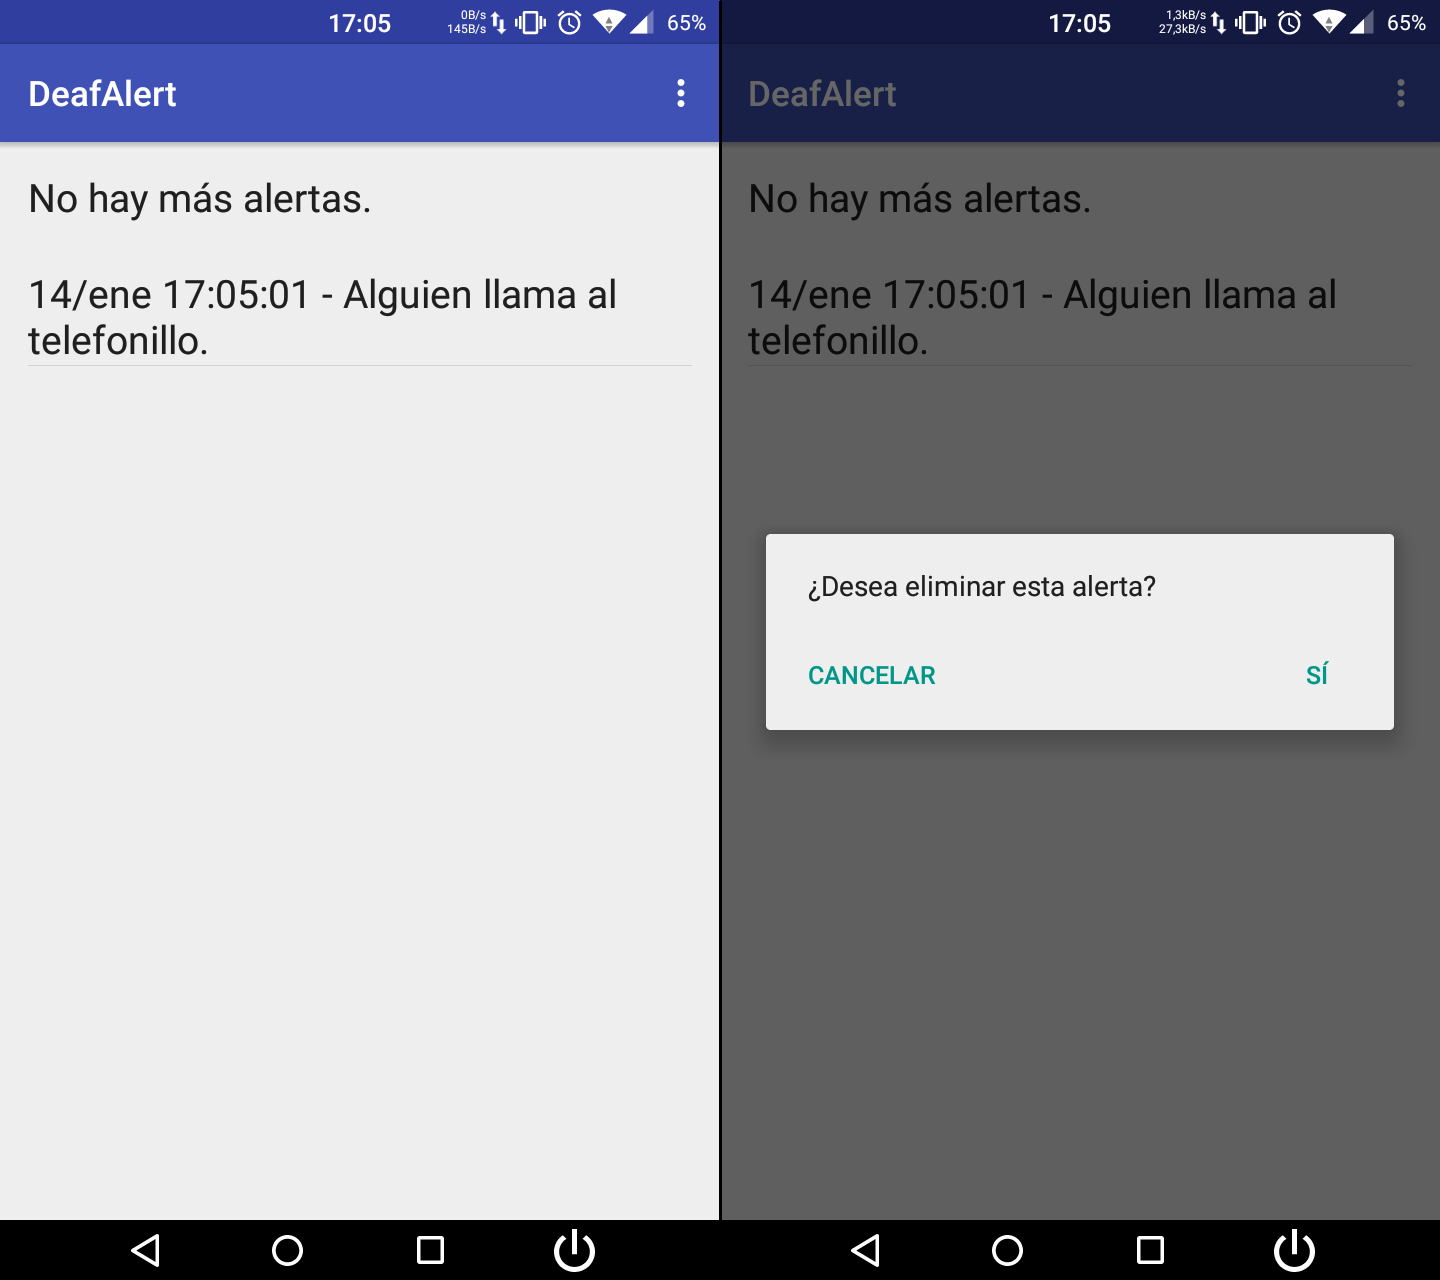 17:05
0B/s
145B/s
65%
DeafAlert
No hay más alertas.
14/ene 17:05:01 - Alguien llama al
telefonillo.
17:05
1,3kB/s
27,3kB/s
65%
DeafAlert
No hay más alertas.
14/ene 17:05:01 - Alguien llama al
telefonillo.
¿Desea eliminar esta alerta?
CANCELAR
SÍ